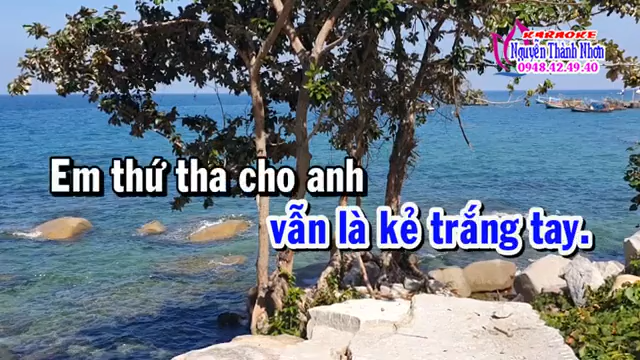 KARAOKE
Nguyễn Thành Nhơn
0948.42.49.40
Em thứ tha cho anh
vẫn là kẻ trắng tay.